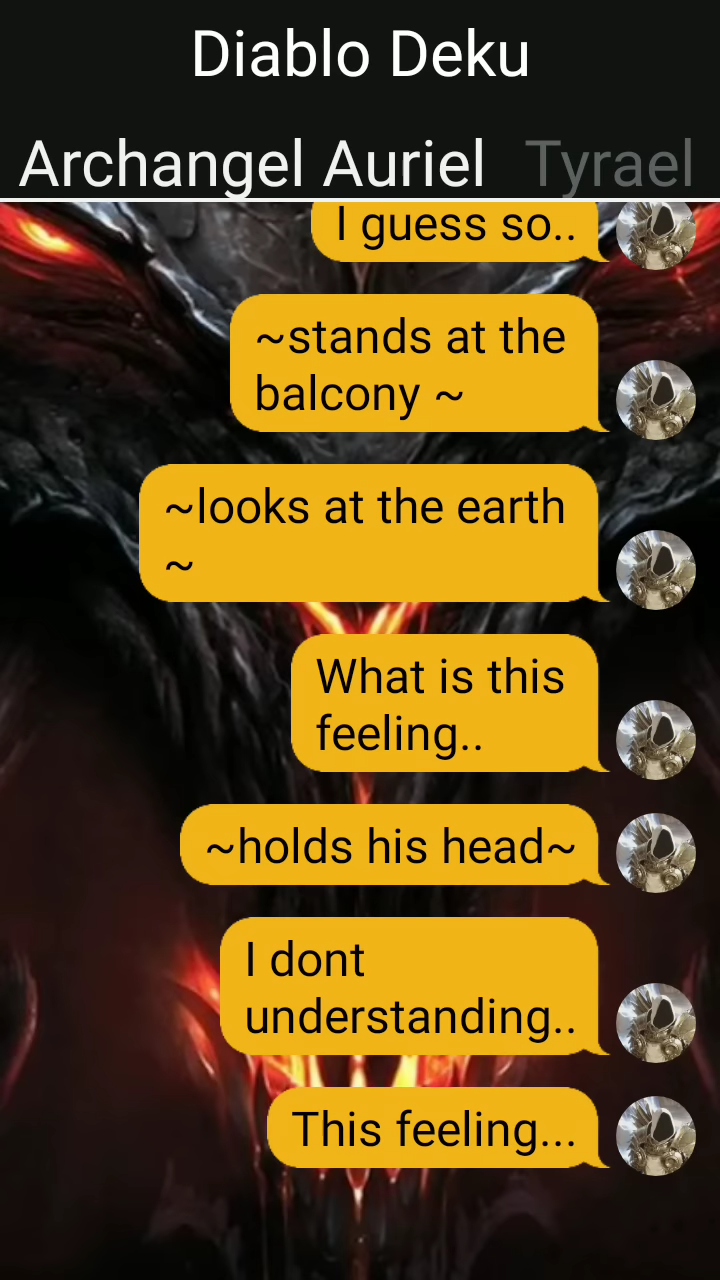 Diablo Deku
Archangel Auriel Tyrael
I guess so..
~stands at the
balcony ~
~looks at the earth
~
What is this
feeling..
~holds his head~
I dont
understanding..
This feeling...